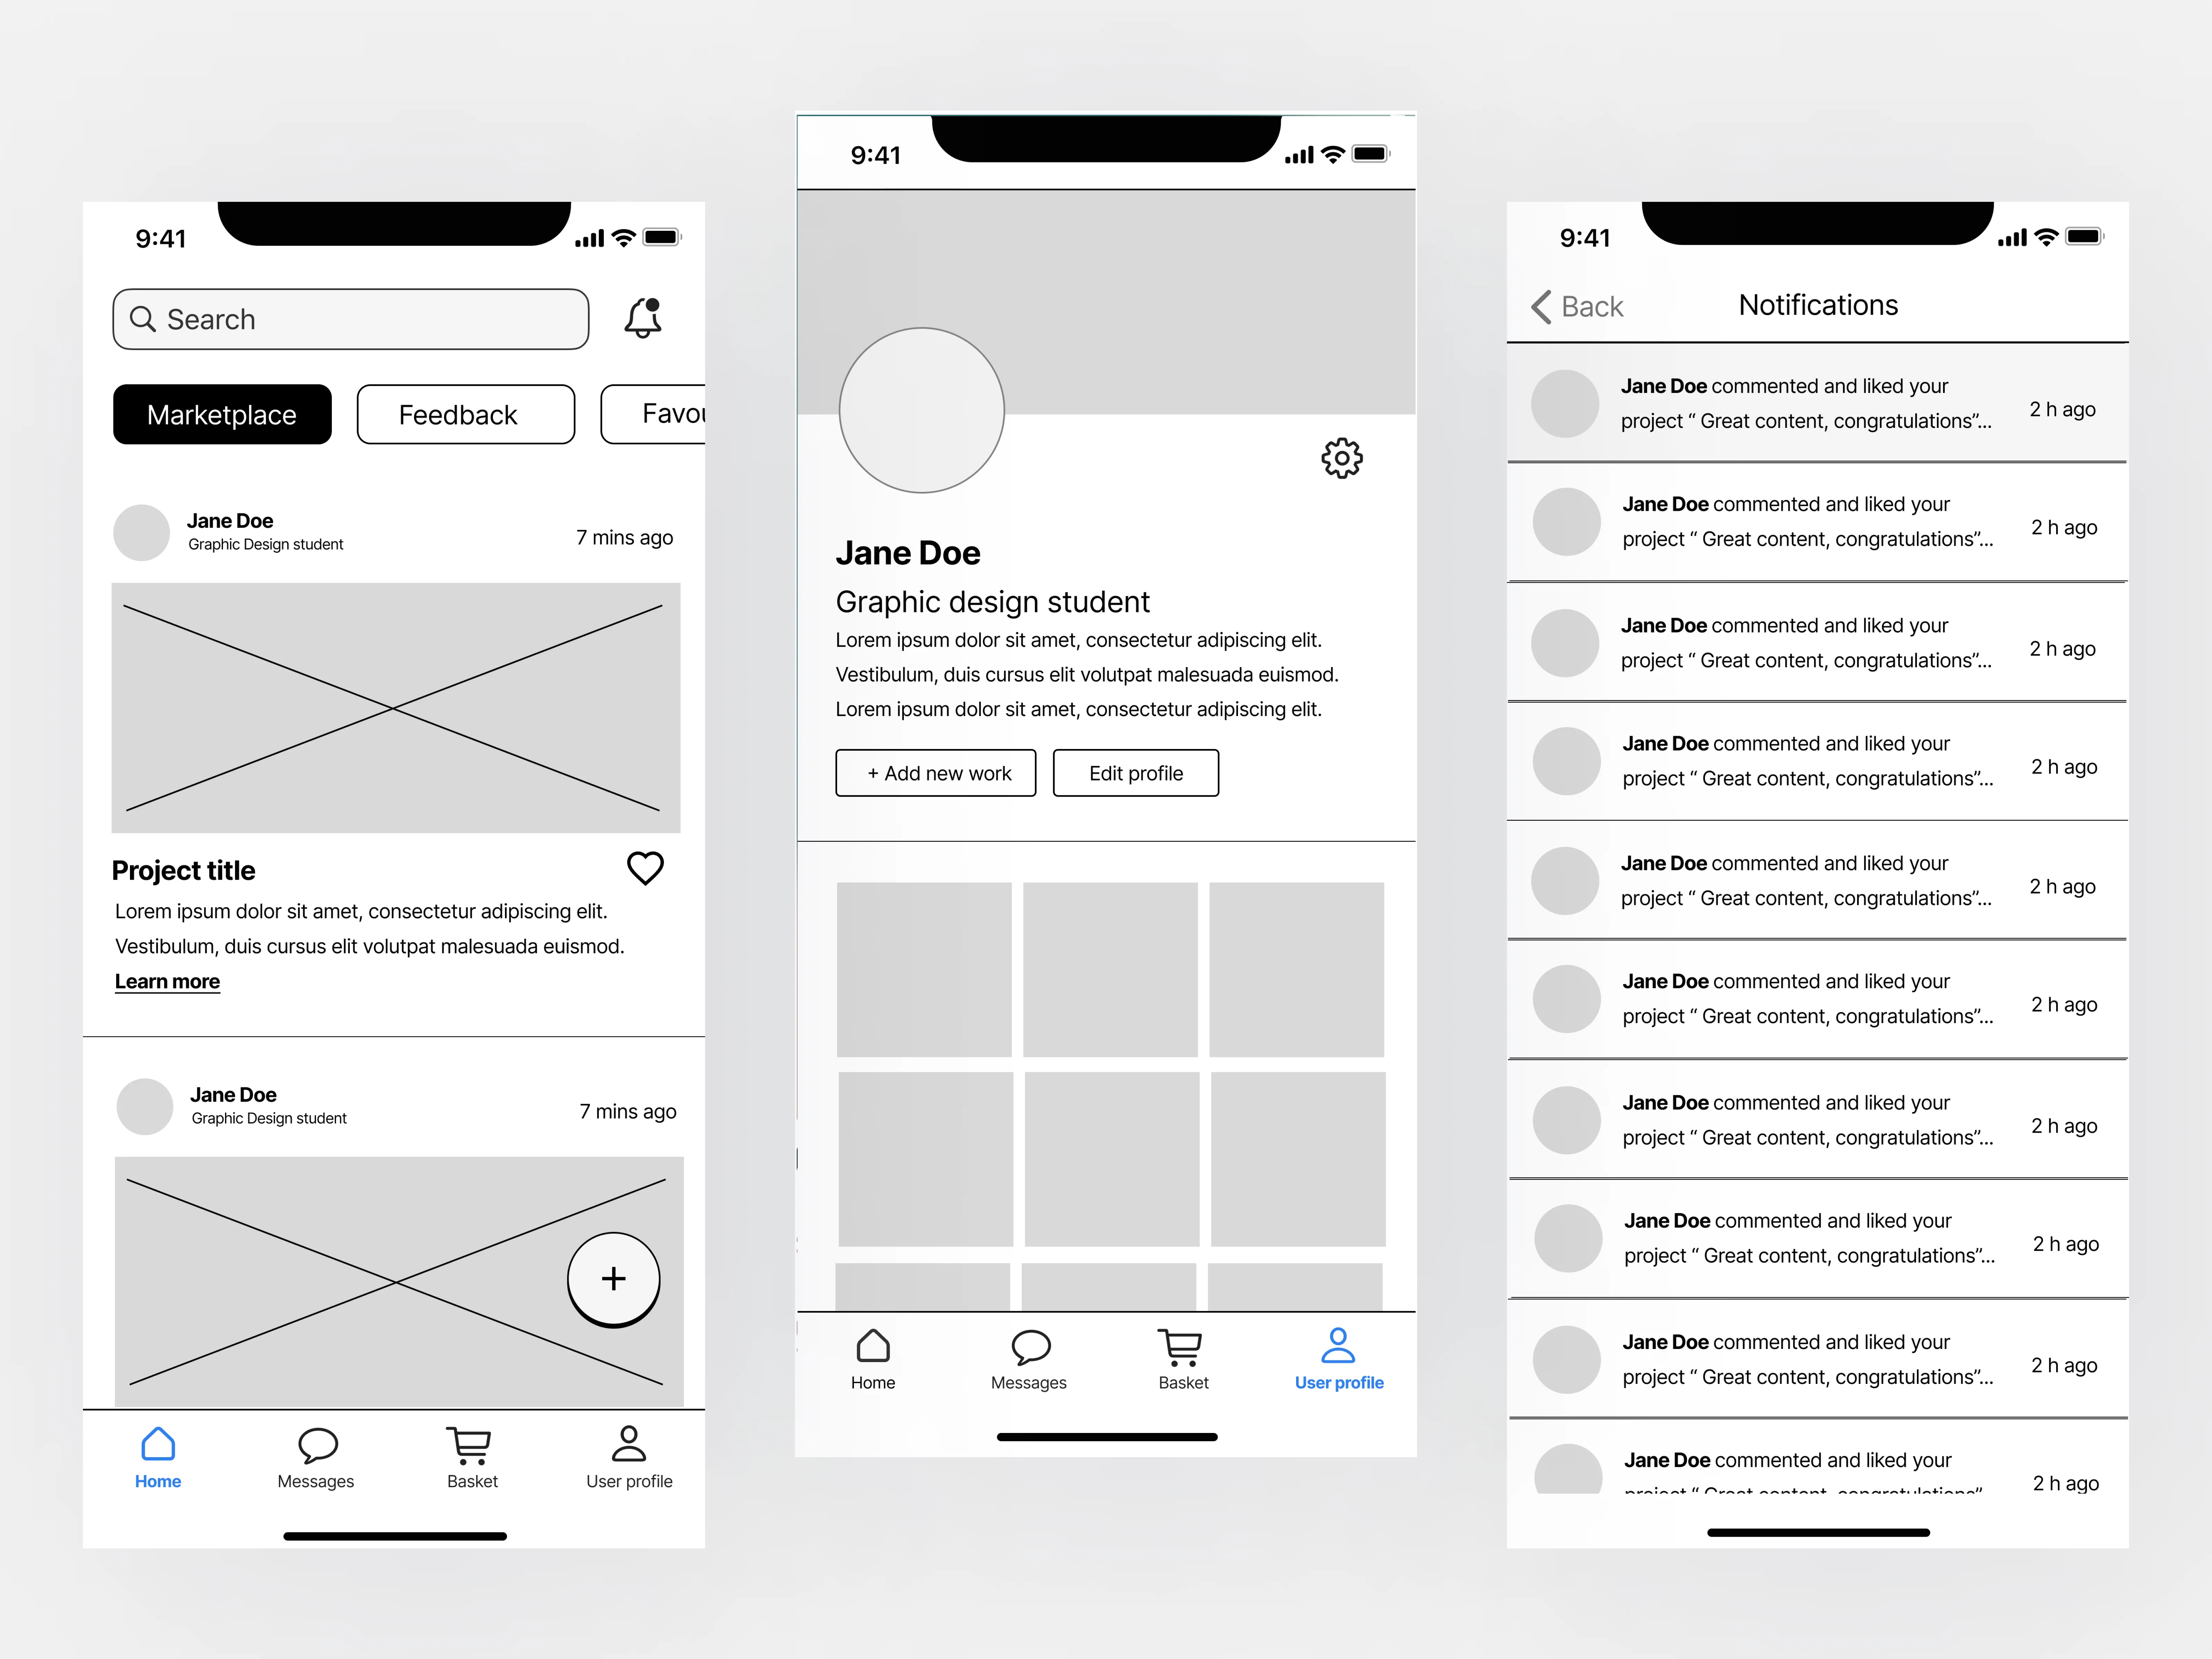 9:41
Search
Marketplace
Feedback
Favou
Jane Doe
Graphic Design student
7 mins ago
Project title
Lorem ipsum dolor sit amet, consectetur adipiscing elit.
Vestibulum, duis cursus elit volutpat malesuada euismod.
Learn more
Jane Doe
Graphic Design student
7 mins ago
+
Home
Messages
Basket
User profile
9:41
Jane Doe
Graphic design student
Lorem ipsum dolor sit amet, consectetur adipiscing elit.
Vestibulum, duis cursus elit volutpat malesuada euismod.
Lorem ipsum dolor sit amet, consectetur adipiscing elit.
+ Add new work
Edit profile
Home
Messages
Basket
User profile
9:41
Back
Notifications
Jane Doe commented and liked your
project “ Great content, congratulations”...
2 h ago
Jane Doe commented and liked your
project “ Great content, congratulations”...
2 h ago
Jane Doe commented and liked your
project “ Great content, congratulations”...
2 h ago
Jane Doe commented and liked your
project “ Great content, congratulations”...
2 h ago
Jane Doe commented and liked your
project “ Great content, congratulations”...
2 h ago
Jane Doe commented and liked your
project “ Great content, congratulations”...
2 h ago
Jane Doe commented and liked your
project “ Great content, congratulations”...
2 h ago
Jane Doe commented and liked your
project “ Great content, congratulations”...
2 h ago
Jane Doe commented and liked your
project “ Great content, congratulations”...
2 h ago
Jane Doe commented and liked your
2 h ago